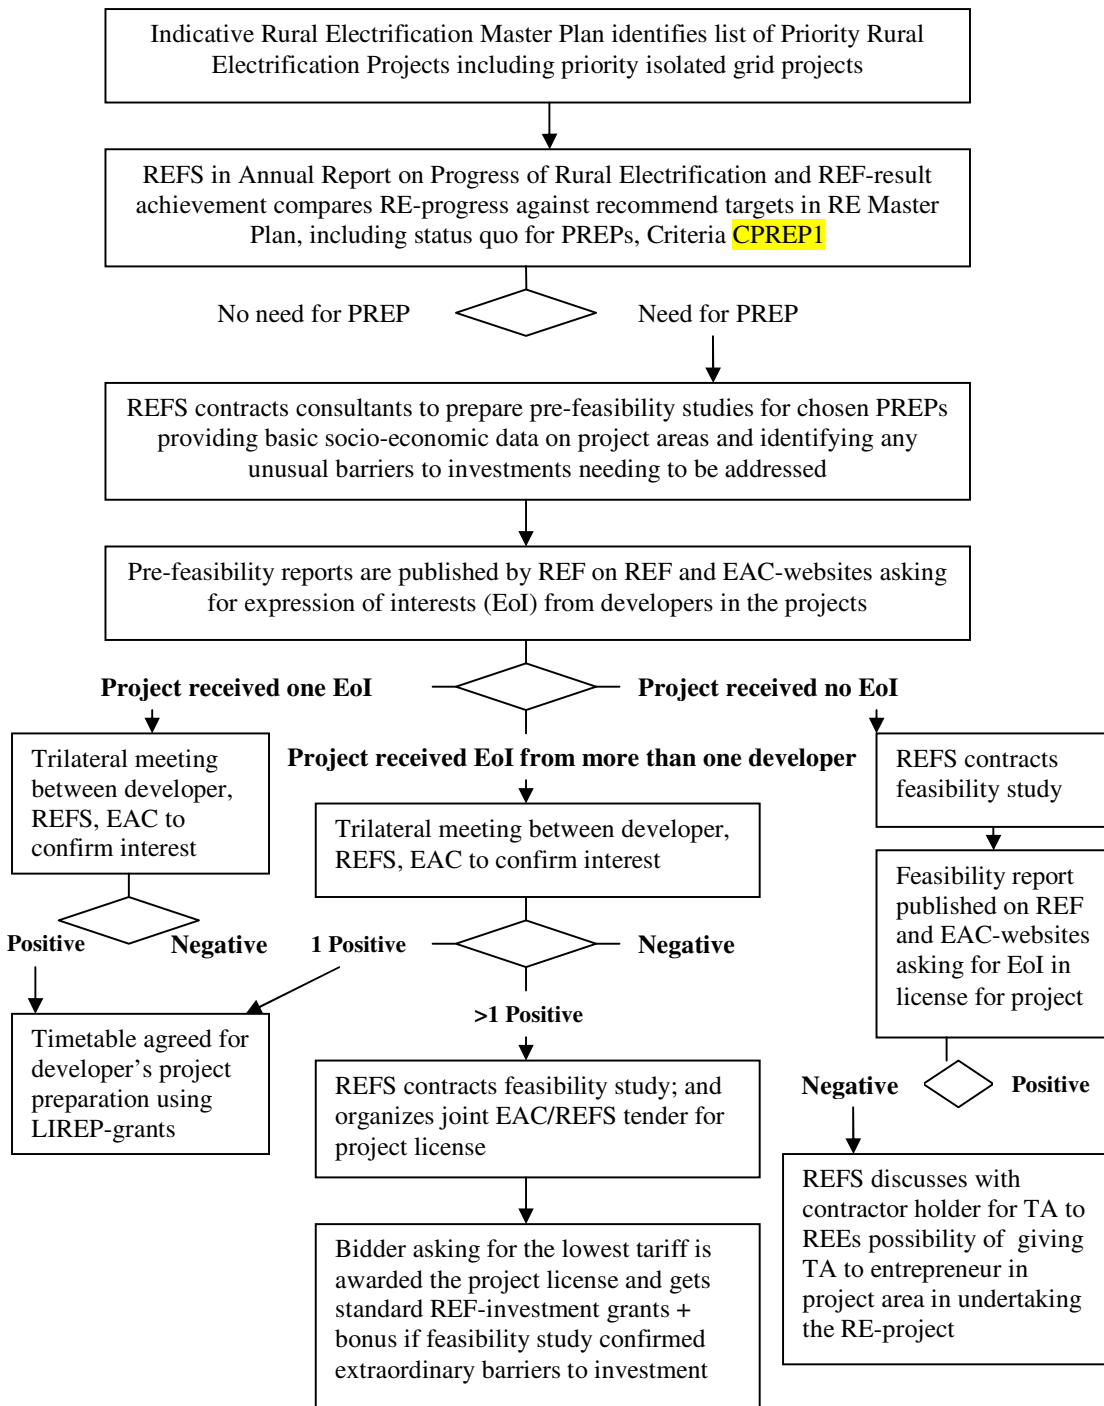 Indicative Rural Electrification Master Plan identifies list of Priority Rural
Electrification Projects including priority isolated grid projects
REFS in Annual Report on Progress of Rural Electrification and REF-result
achievement compares RE-progress against recommend targets in RE Master
Plan, including status quo for PREPs, Criteria CPREP1
No need for PREP
Need for PREP
REFS contracts consultants to prepare pre-feasibility studies for chosen PREPs
providing basic socio-economic data on project areas and identifying any
unusual barriers to investments needing to be addressed
Pre-feasibility reports are published by REF on REF and EAC-websites asking
for expression of interests (EoI) from developers in the projects
Project received one EoI
Project received no EoI
Project received EoI from more than one developer
Trilateral meeting
between developer,
REFS, EAC to
confirm interest
Trilateral meeting between developer,
REFS, EAC to confirm interest
REFS contracts
feasibility study
Feasibility report
published on REF
and EAC-websites
asking for EoI in
license for project
Positive
Negative
1 Positive
Negative
>1 Positive
Timetable agreed for
developer's project
preparation using
LIREP-grants
REFS contracts feasibility study; and
organizes joint EAC/REFS tender for
project license
Negative
Positive
Bidder asking for the lowest tariff is
awarded the project license and gets
standard REF-investment grants +
bonus if feasibility study confirmed
extraordinary barriers to investment
REFS discusses with
contractor holder for TA to
REEs possibility of giving
TA to entrepreneur in
project area in undertaking
the RE-project